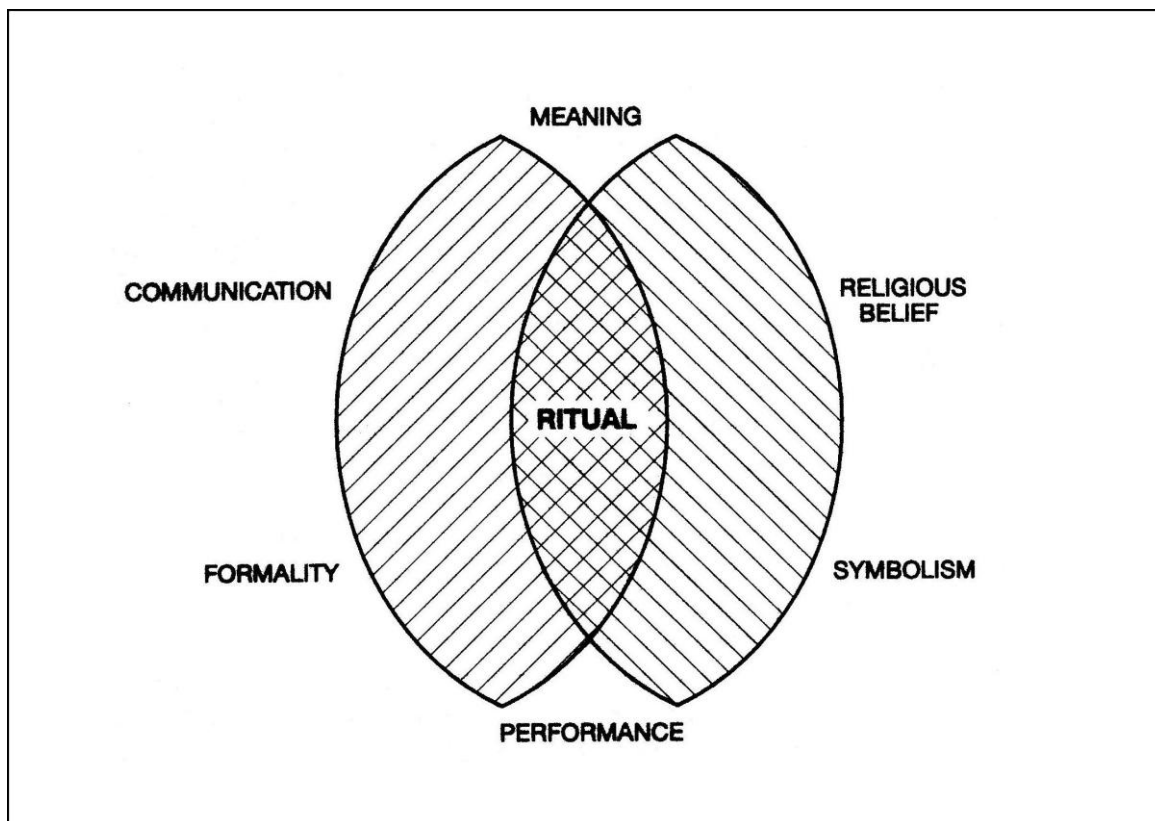 MEANING
COMMUNICATION
RELIGIOUS
BELIEF
RITUAL
FORMALITY
SYMBOLISM
PERFORMANCE